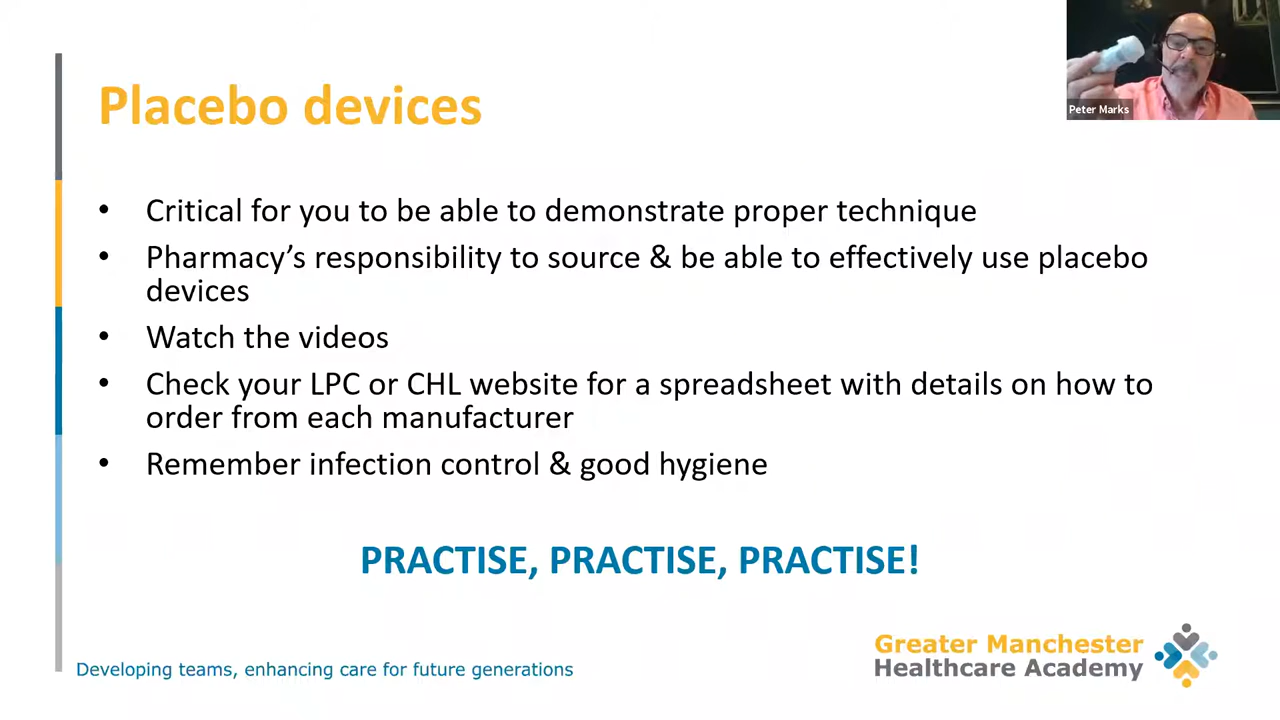 Peter Marks
Placebo devices
• Critical for you to be able to demonstrate proper technique
• Pharmacy’s responsibility to source & be able to effectively use placebo
devices
• Watch the videos
• Check your LPC or CHL website for a spreadsheet with details on how to
order from each manufacturer
• Remember infection control & good hygiene
PRACTISE, PRACTISE, PRACTISE!
Developing teams, enhancing care for future generations
Greater Manchester
Healthcare Academy